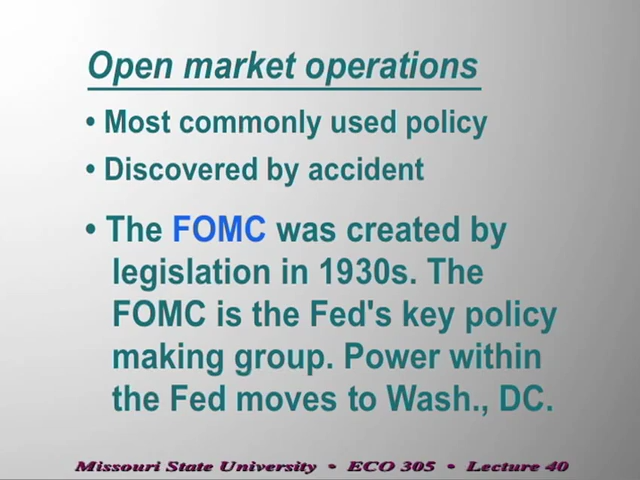 Open market operations
• Most commonly used policy
• Discovered by accident
• The FOMC was created by
legislation in 1930s. The
FOMC is the Fed's key policy
making group. Power within
the Fed moves to Wash., DC.
Missouri State University • ECO 305 • Lecture 40